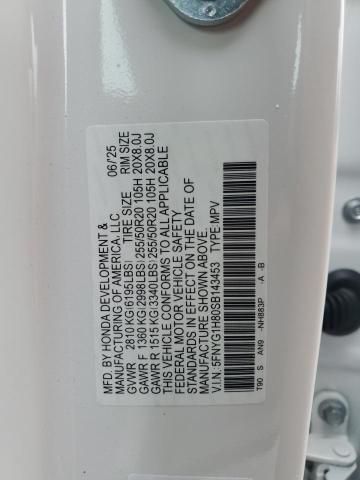 MFD. BY HONDA DEVELOPMENT &
MANUFACTURING OF AMERICA, LLC 06/25
GVWR 2810 KG(6195LBS) TIRE SIZE RIM SIZE
GAWR F 1360 KG(2998LBS) 255/50R20 105H 20X8.0J
GAWR R 1515 KG(3340LBS) 255/50R20 105H 20X8.0J
THIS VEHICLE CONFORMS TO ALL APPLICABLE
FEDERAL MOTOR VEHICLE SAFETY
STANDARDS IN EFFECT ON THE DATE OF
MANUFACTURE SHOWN ABOVE.
V.I.N. 5FNYG1H80SB143453 TYPE:MPV
T90 .S AN9 -NH883P -A -B